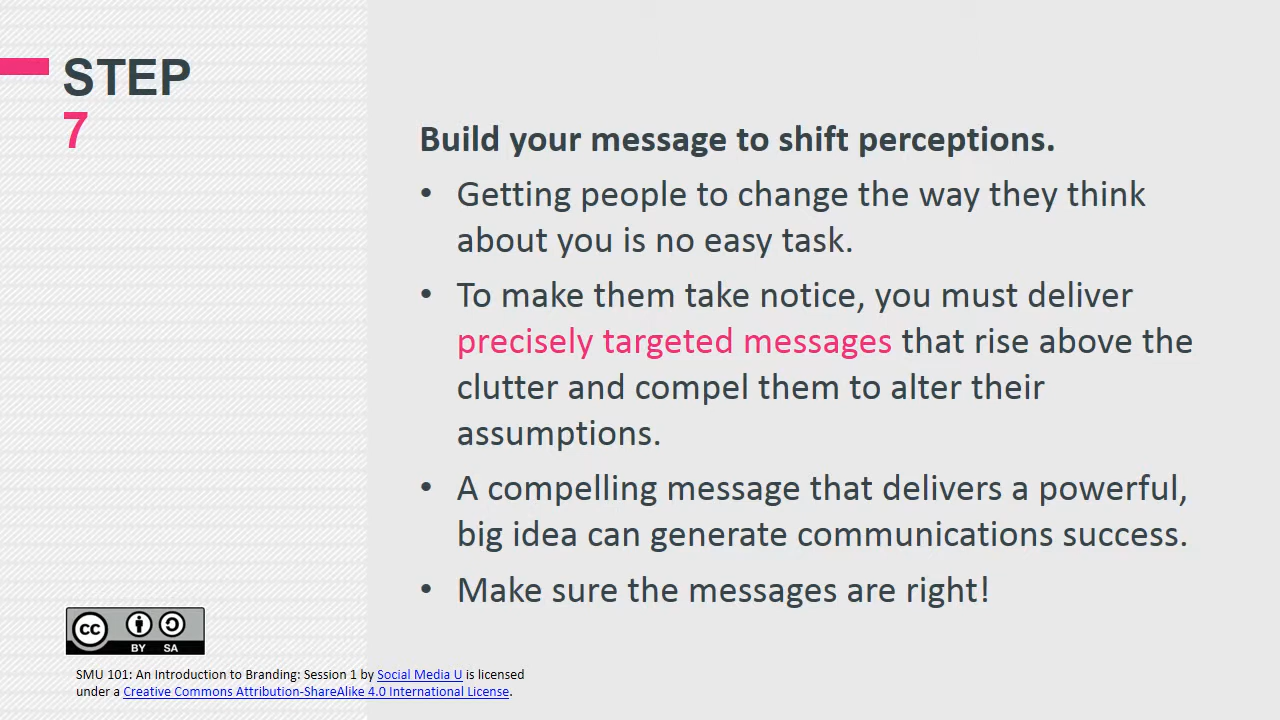 STEP
7
Build your message to shift perceptions.
• Getting people to change the way they think
about you is no easy task.
• To make them take notice, you must deliver
precisely targeted messages that rise above the
clutter and compel them to alter their
assumptions.
• A compelling message that delivers a powerful,
big idea can generate communications success.
• Make sure the messages are right!
CC
BY SA
SMU 101: An Introduction to Branding: Session 1 by Social Media U is licensed
under a Creative Commons Attribution-ShareAlike 4.0 International License.